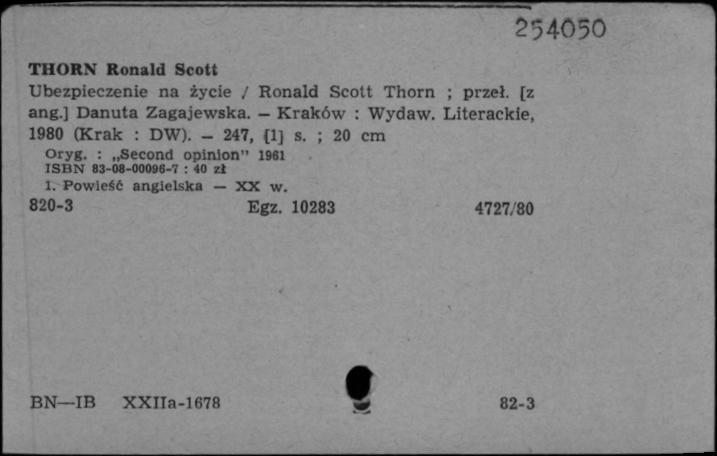 254050
THORN Ronald Scott
Ubezpieczenie na życie / Ronald Scott Thorn ; przeł. [z
ang.] Danuta Zagajewska. — Kraków : Wydaw. Literackie,
1980 (Krak : DW). — 247, [1] s. ; 20 cm
Oryg. : „Second opinion” 1961
ISBN 83-08-00096-7 : 40 zł
1. Powieść angielska — XX w.
820-3 Egz. 10283 4727/80
BN—IB XXIIa-1678 82-3